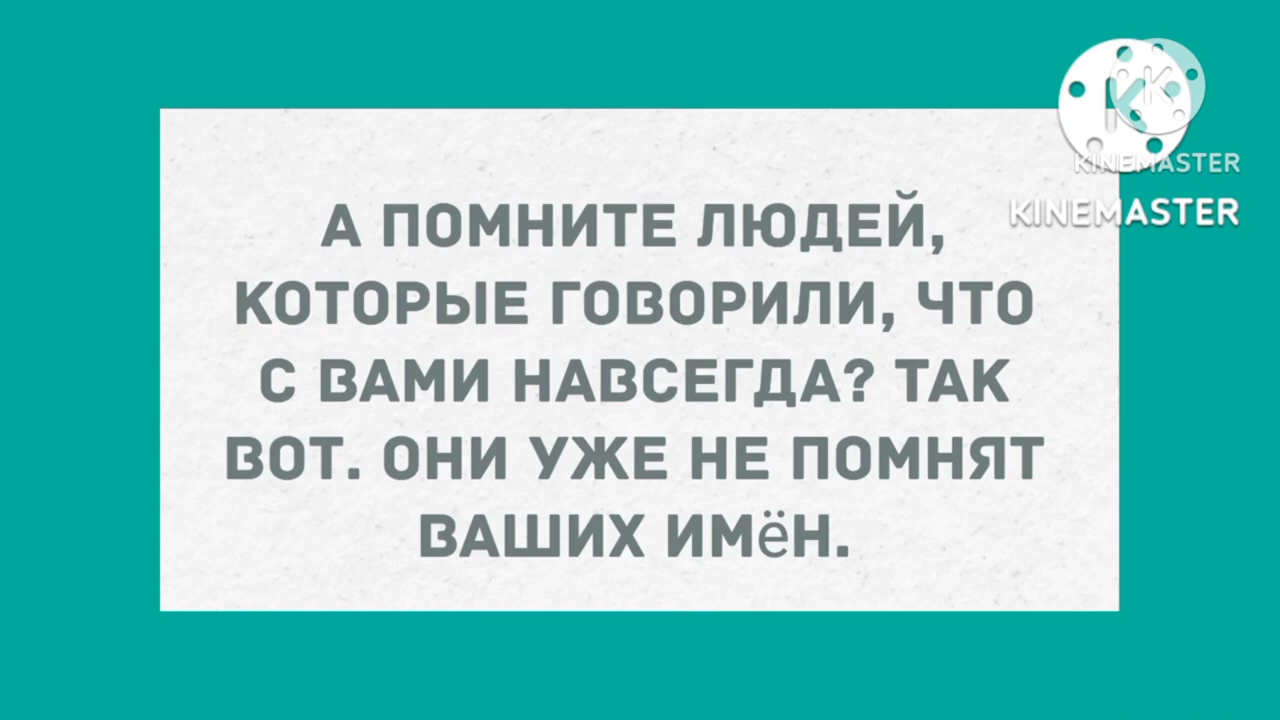 KINEMASTER
KINEMASTER
А ПОМНИТЕ ЛЮДЕЙ,
КОТОРЫЕ ГОВОРИЛИ, ЧТО
С ВАМИ НАВСЕГДА? ТАК
ВОТ. ОНИ УЖЕ НЕ ПОМНЯТ
ВАШИХ ИМёН.